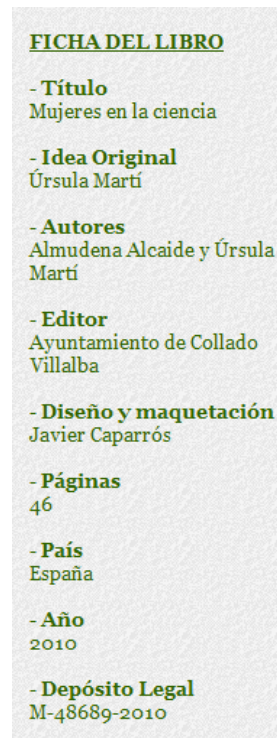 FICHA DEL LIBRO
- Título
Mujeres en la ciencia
- Idea Original
Úrsula Martí
- Autores
Almudena Alcaide y Úrsula
Martí
- Editor
Ayuntamiento de Collado
Villalba
- Diseño y maquetación
Javier Caparrós
- Páginas
46
- País
España
- Año
2010
- Depósito Legal
M-48689-2010